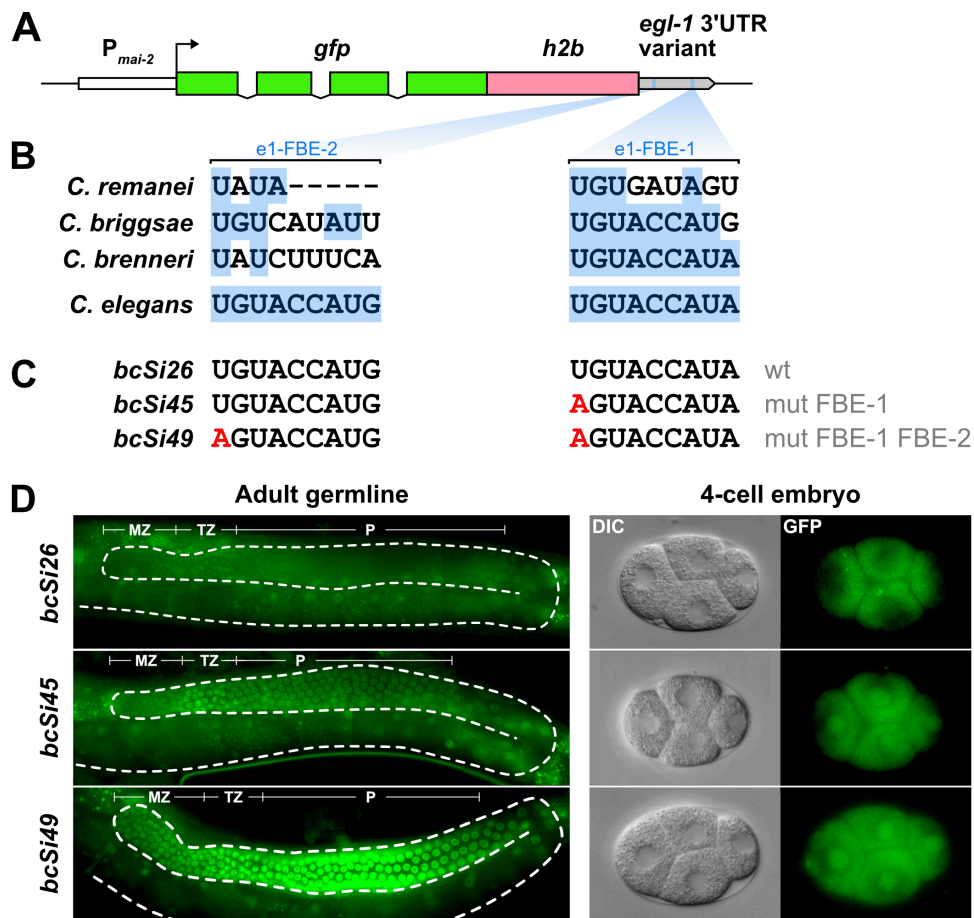 A
P mai-2 gfp h2b egl-1 3'UTR variant
B e1-FBE-2 e1-FBE-1
C. remanei UAUA----- UGUGAUAGU
C. briggsae UGUCAUAUU UGUACCAUG
C. brenneri UAUCUUUCA UGUACCAUA
C. elegans UGUACCAUG UGUACCAUA
C
bcSi26 UGUACCAUG UGUACCAUA wt
bcSi45 UGUACCAUG AGUACCAUA mut FBE-1
bcSi49 AGUACCAUG AGUACCAUA mut FBE-1 FBE-2
D Adult germline 4-cell embryo
bcSi26 MZ TZ P DIC GFP
bcSi45 MZ TZ P
bcSi49 MZ TZ P